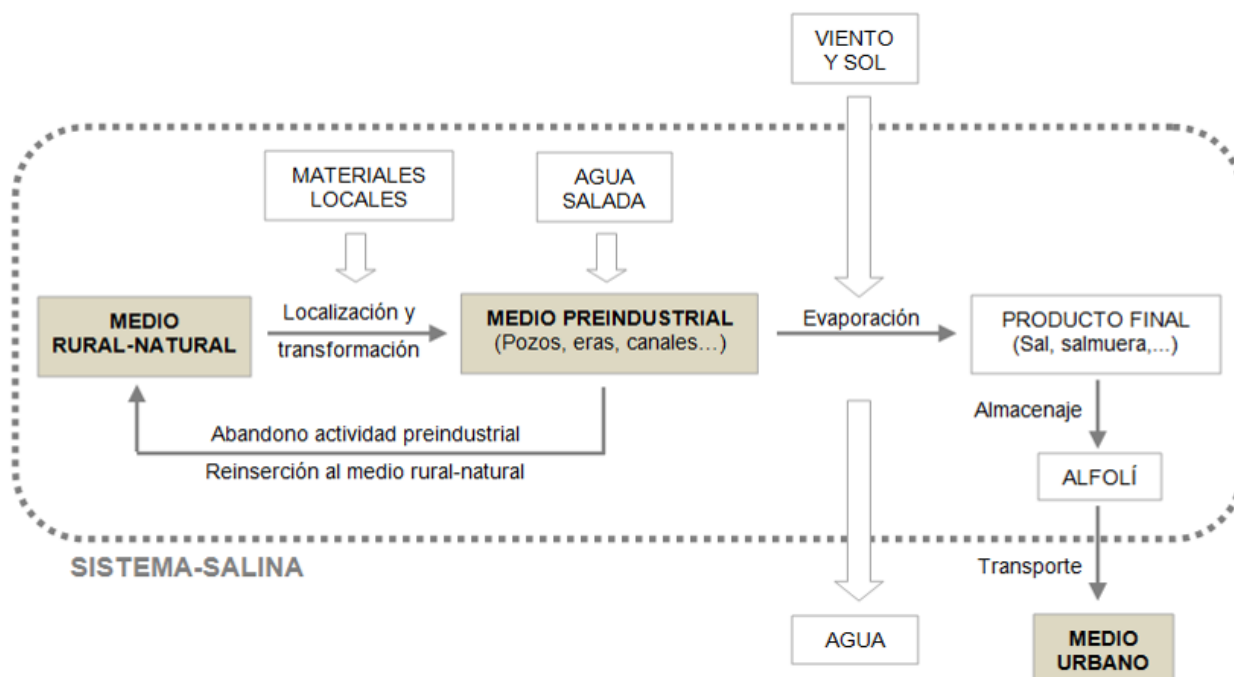 VIENTO
Y SOL
MATERIALES
LOCALES
AGUA
SALADA
MEDIO
RURAL-NATURAL
Localización y
transformación
MEDIO PREINDUSTRIAL
(Pozos, eras, canales…)
Evaporación
PRODUCTO FINAL
(Sal, salmuera,...)
Abandono actividad preindustrial
Reinserción al medio rural-natural
Almacenaje
ALFOLÍ
SISTEMA-SALINA
Transporte
AGUA
MEDIO
URBANO